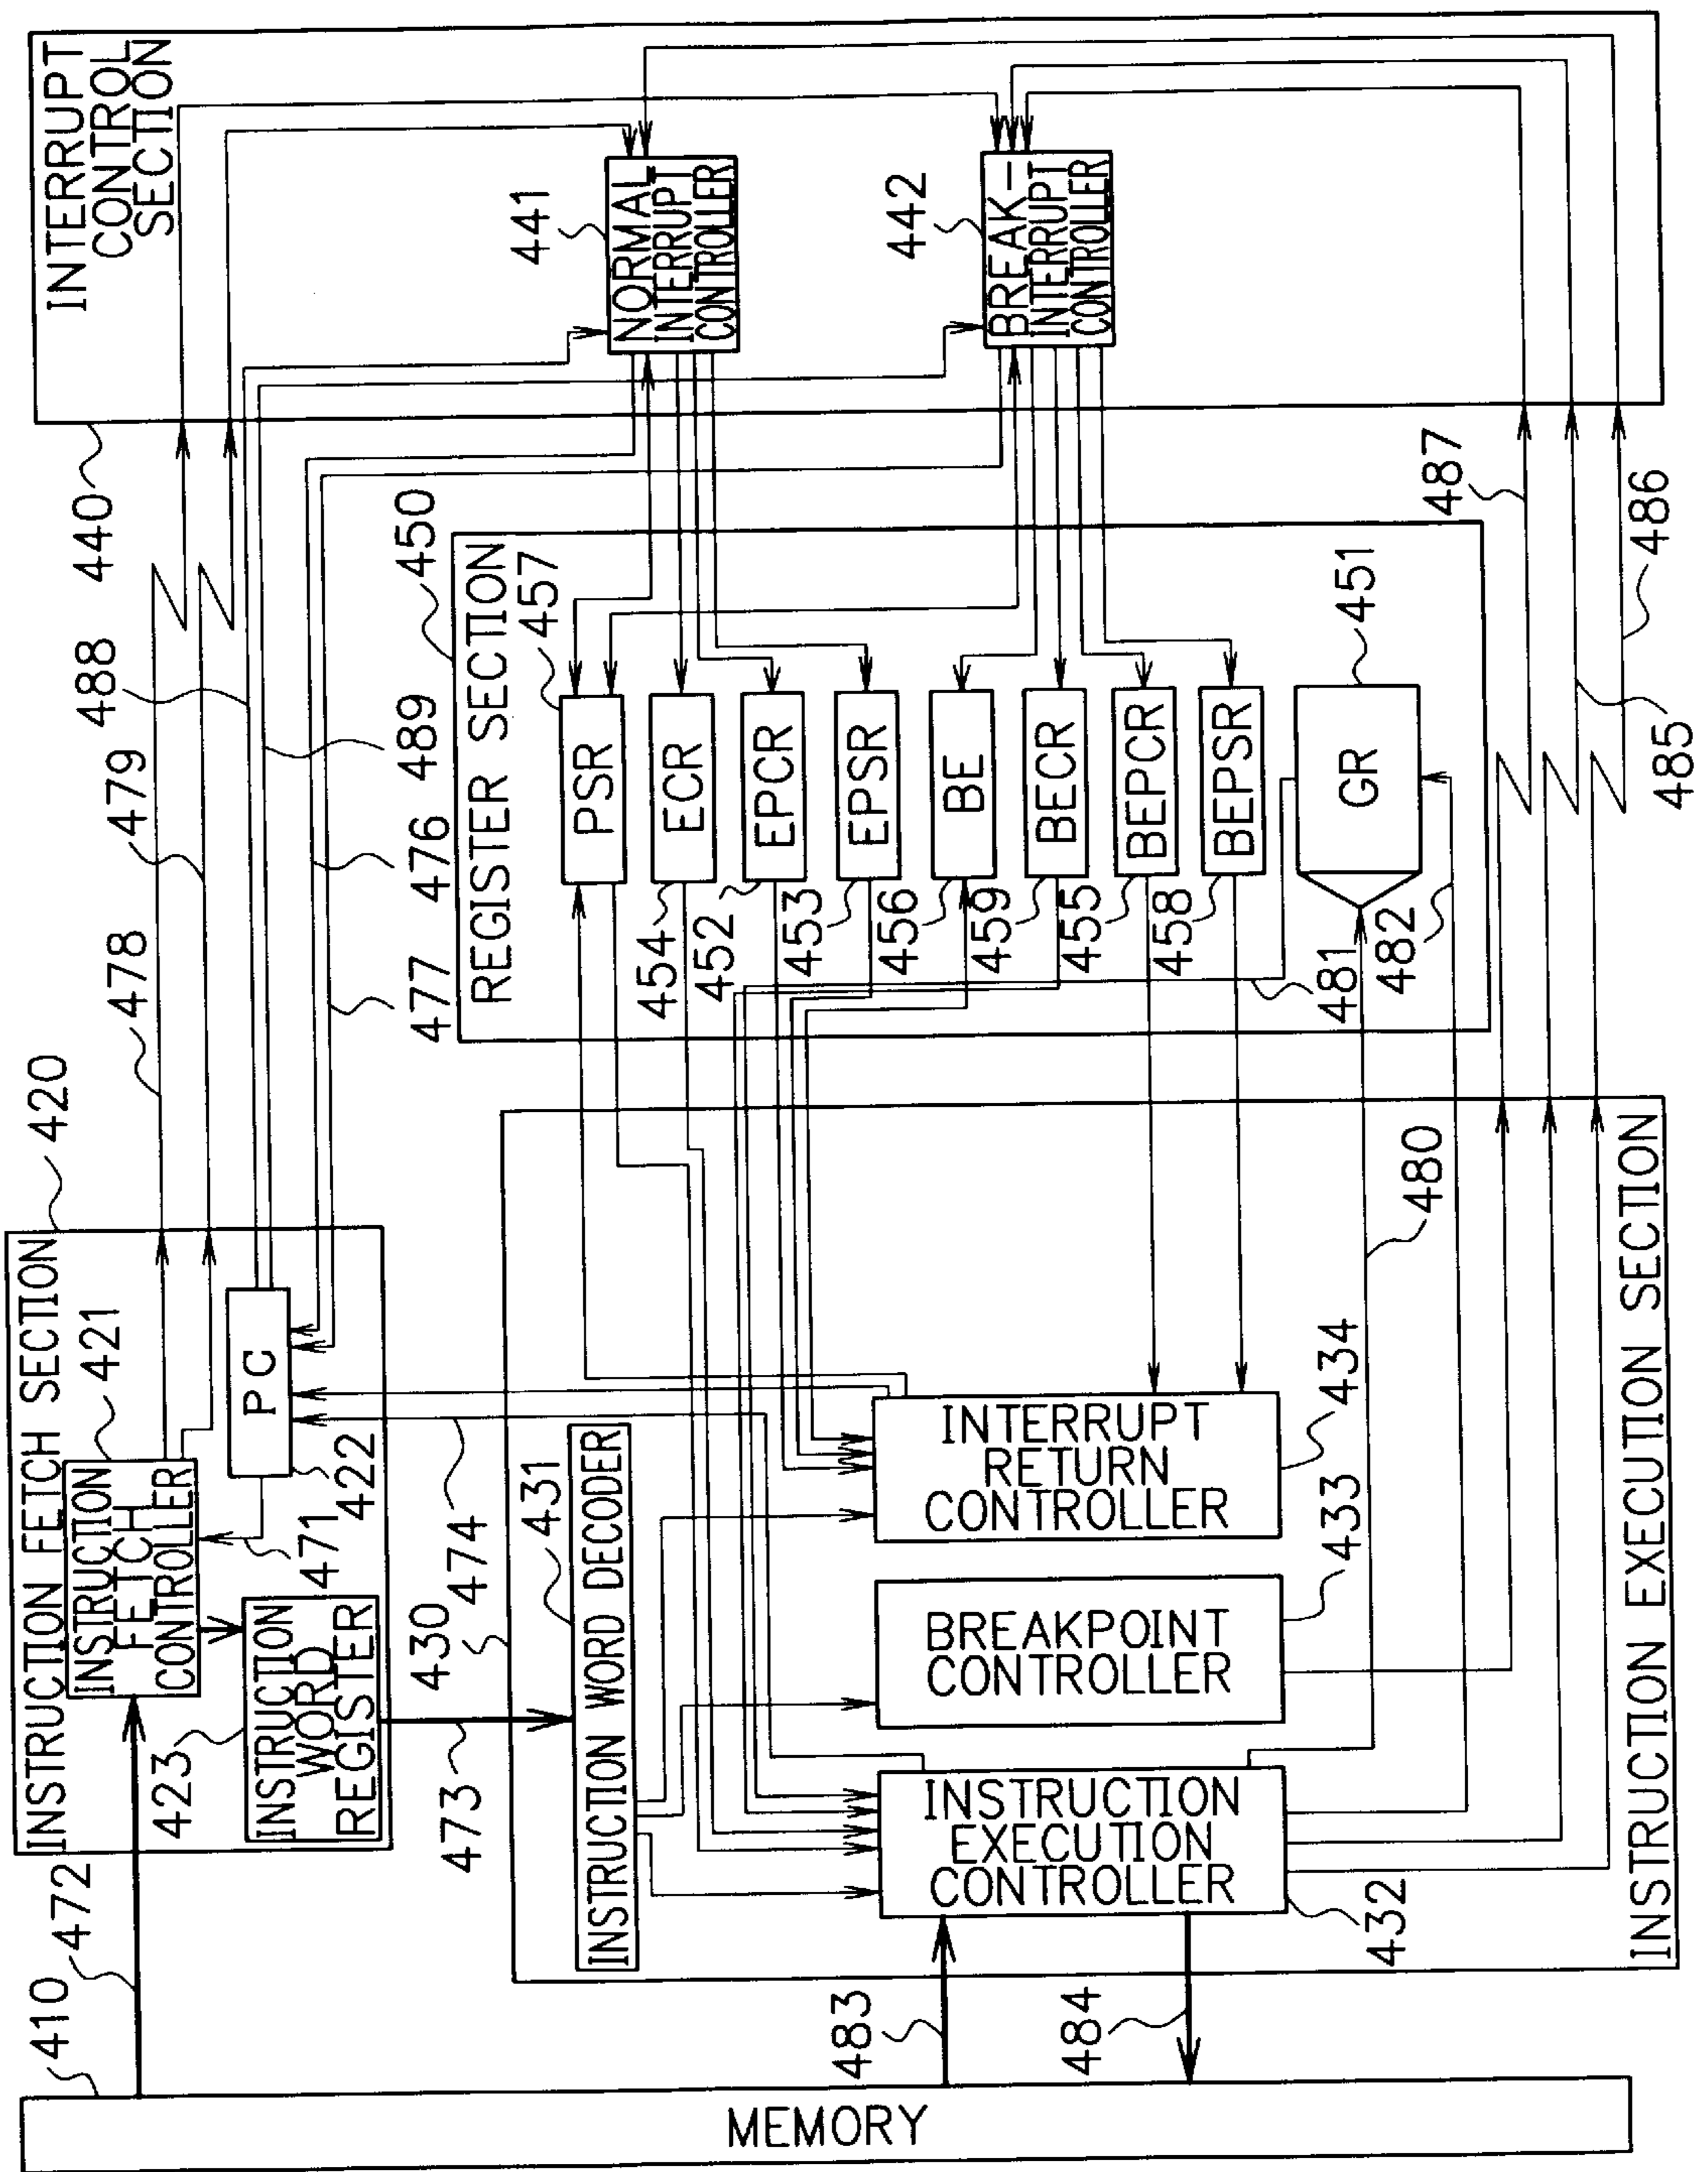 INTERRUPT
CONTROL
SECTION
440
441
NORMAL
INTERRUPT
CONTROLLER
442
BREAK-
INTERRUPT
CONTROLLER
478
479
488
489
476
477
450
REGISTER SECTION
457
PSR
ECR
EPCR
EPSR
BE
BECR
BEPCR
BEPSR
GR
454
452
453
456
459
455
458
451
481
482
487
486
485
420
INSTRUCTION FETCH SECTION
421
INSTRUCTION
FETCH
CONTROLLER
PC
422
471
423
INSTRUCTION
WORD
REGISTER
473
474
430
431
INSTRUCTION WORD DECODER
INTERRUPT
RETURN
CONTROLLER
434
BREAKPOINT
CONTROLLER
433
INSTRUCTION
EXECUTION
CONTROLLER
432
480
INSTRUCTION EXECUTION SECTION
410
472
483
484
MEMORY